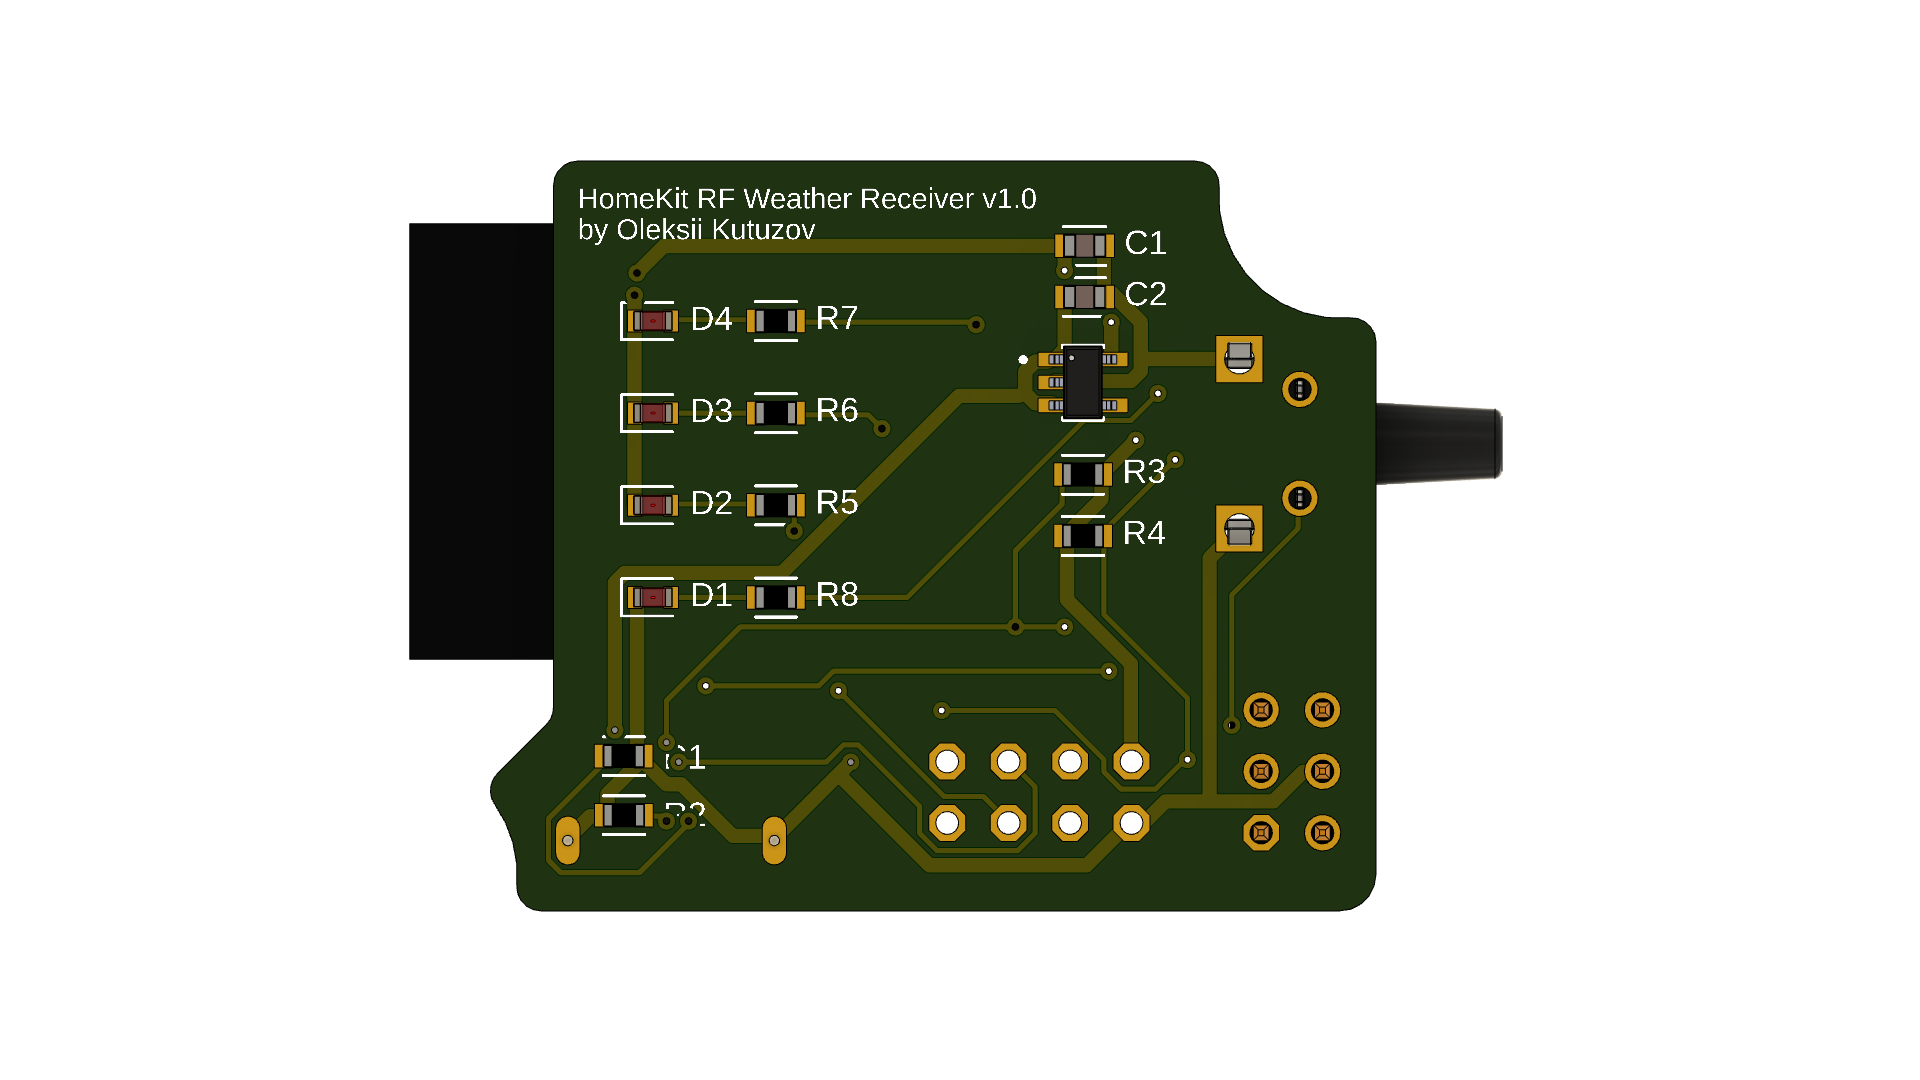 HomeKit RF Weather Receiver v1.0
by Oleksii Kutuzov
C1
C2
D4 R7
D3 R6
R3
D2 R5
R4
D1 R8
R2